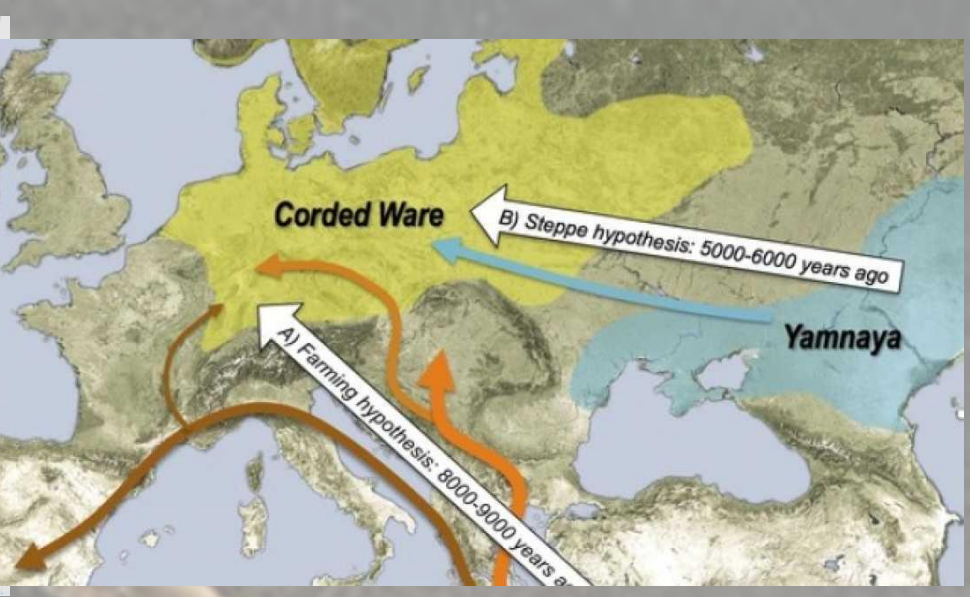 Corded Ware
B) Steppe hypothesis: 5000-6000 years ago
Yamnaya
A) Farming hypothesis: 8000-9000 years